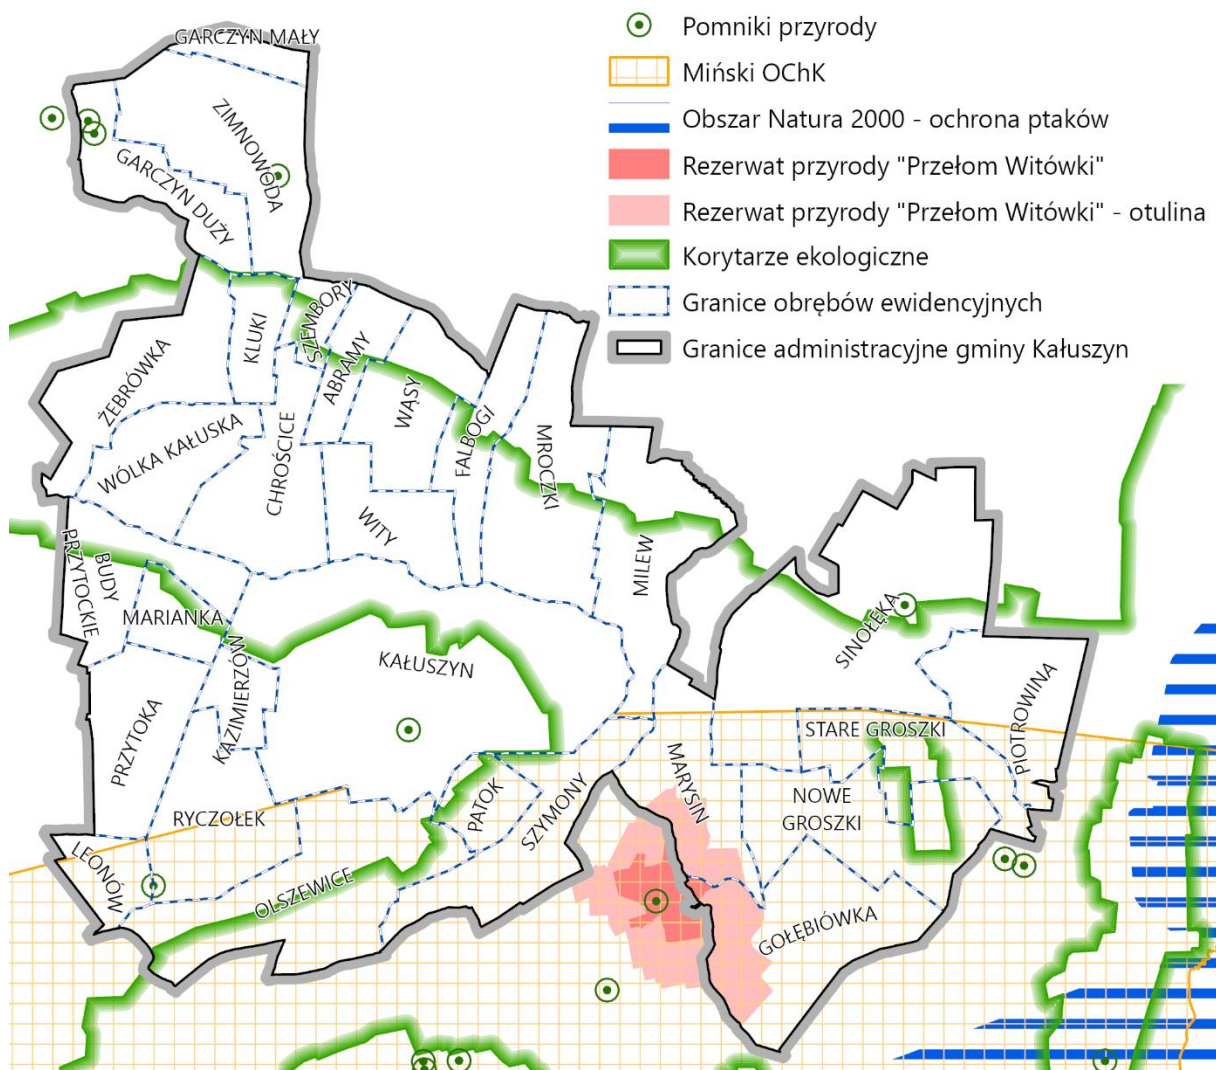 GARCZYN MAŁY
ZIMNOWODA
GARCZYN DUŻY
Pomniki przyrody
Miński OChK
Obszar Natura 2000 - ochrona ptaków
Rezerwat przyrody "Przełom Witówki"
Rezerwat przyrody "Przełom Witówki" - otulina
Korytarze ekologiczne
Granice obrębów ewidencyjnych
Granice administracyjne gminy Kałuszyn
ŻEBRÓWKA
KLUKI
SZEMBORY
ABRAMY
WĄSY
FALBOGI
MROCZKI
WÓLKA KAŁUSKA
CHROŚCICE
WITY
MILEW
BUDY
PRZYTOCKIE
MARIANKA
KAZIMIERZÓW
KAŁUSZYN
SINOŁĘKA
PIOTROWINA
PRZYTOKA
STARE GROSZKI
MARYSIN
NOWE
GROSZKI
RYCZOŁEK
PATOK
SZYMONY
LEONÓW
OLSZEWICE
GOŁĘBIÓWKA